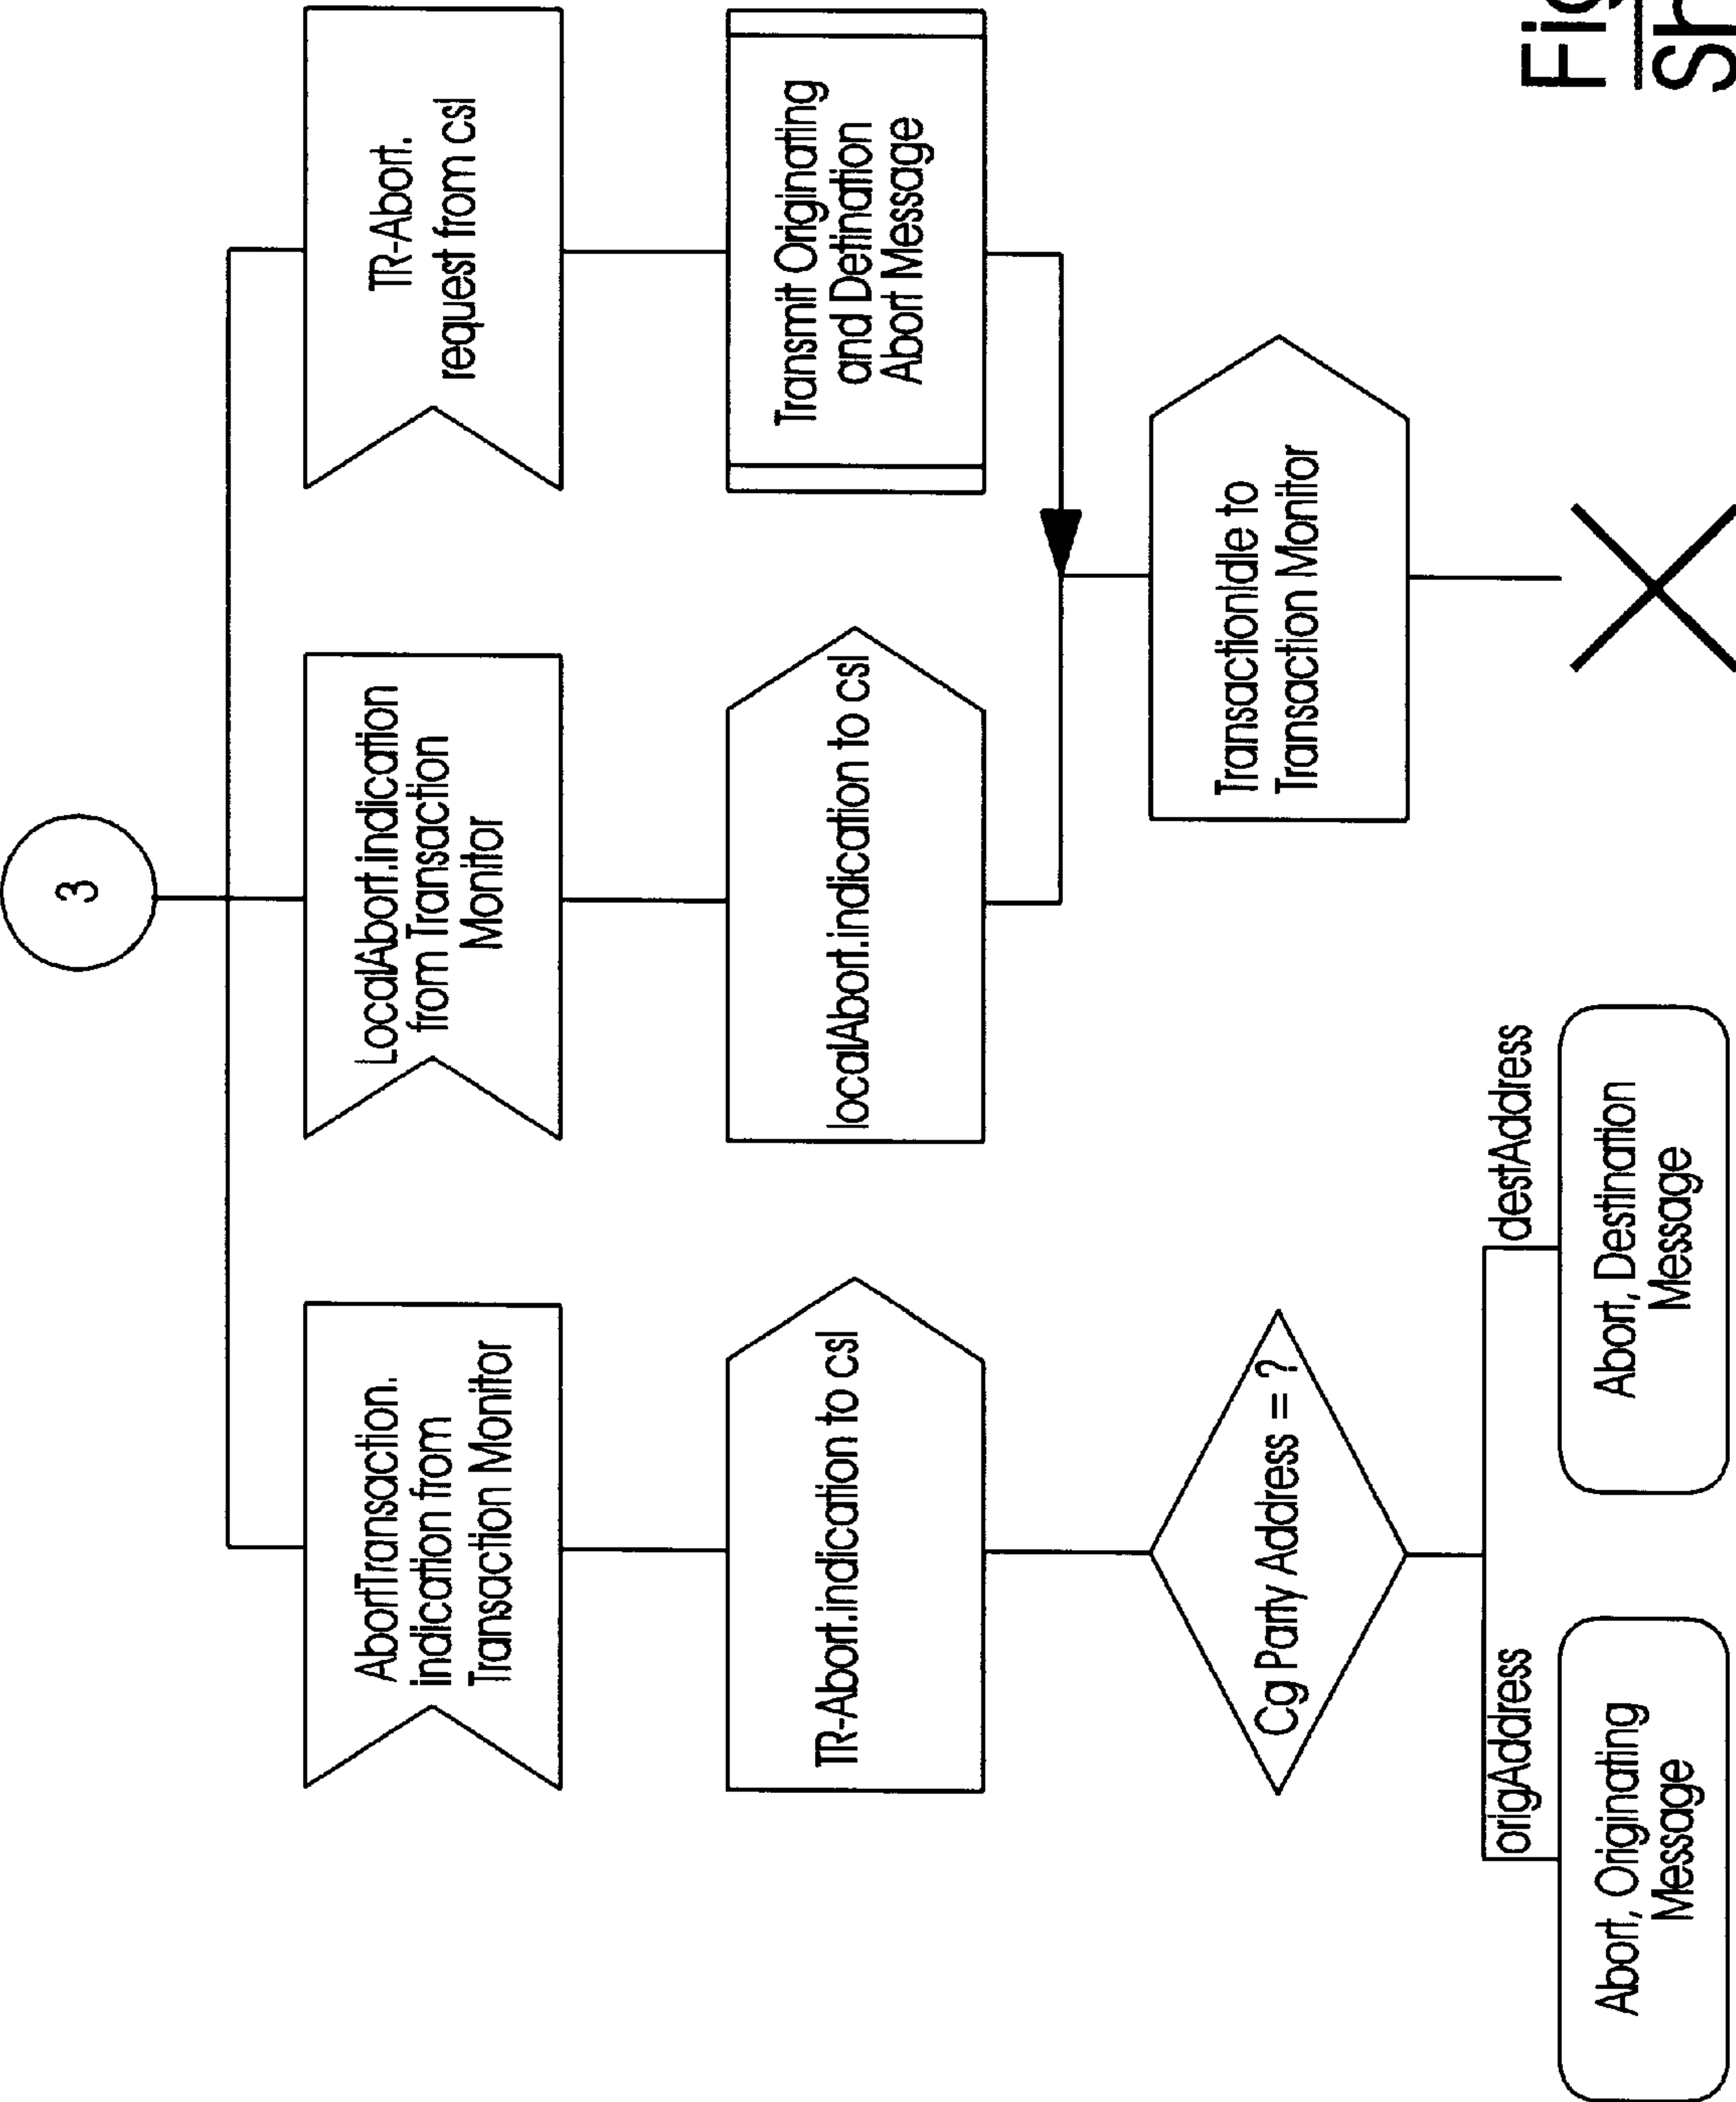 3
AbortTransaction.
indication from
Transaction Monitor
LocalAbort.indication
from Transaction
Monitor
TR-Abort.
request from csl
TR-Abort.indication to csl
localAbort.indication to csl
Transmit Originating
and Detination
Abort Message
Cg Party Address = ?
TransactionIdle to
Transaction Monitor
origAddress
destAddress
Abort, Originating
Message
Abort, Destination
Message